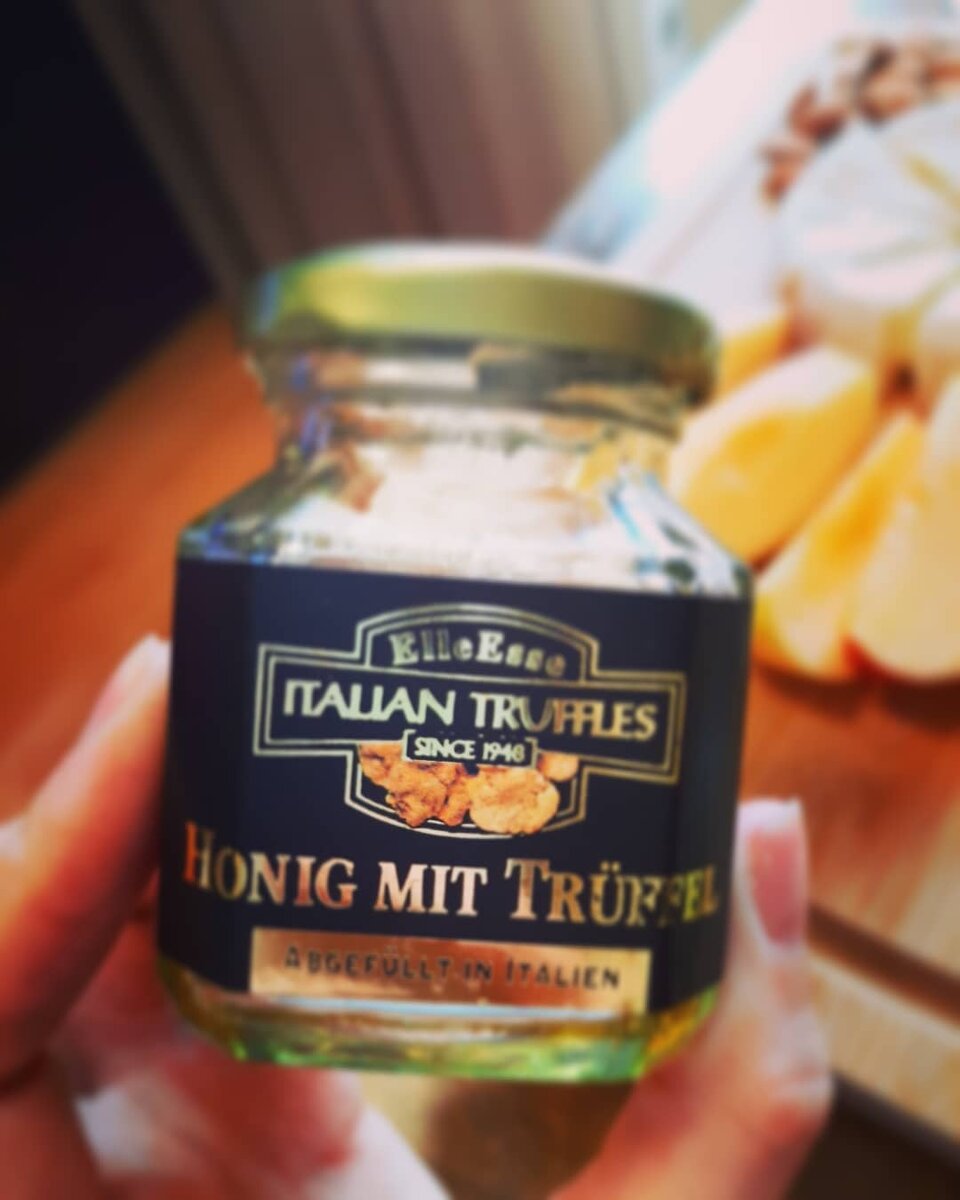 ElleEsse
ITALIAN TRUFFLES
SINCE 1948
HONIG MIT TRÜFFEL
ABGEFÜLLT IN ITALIEN